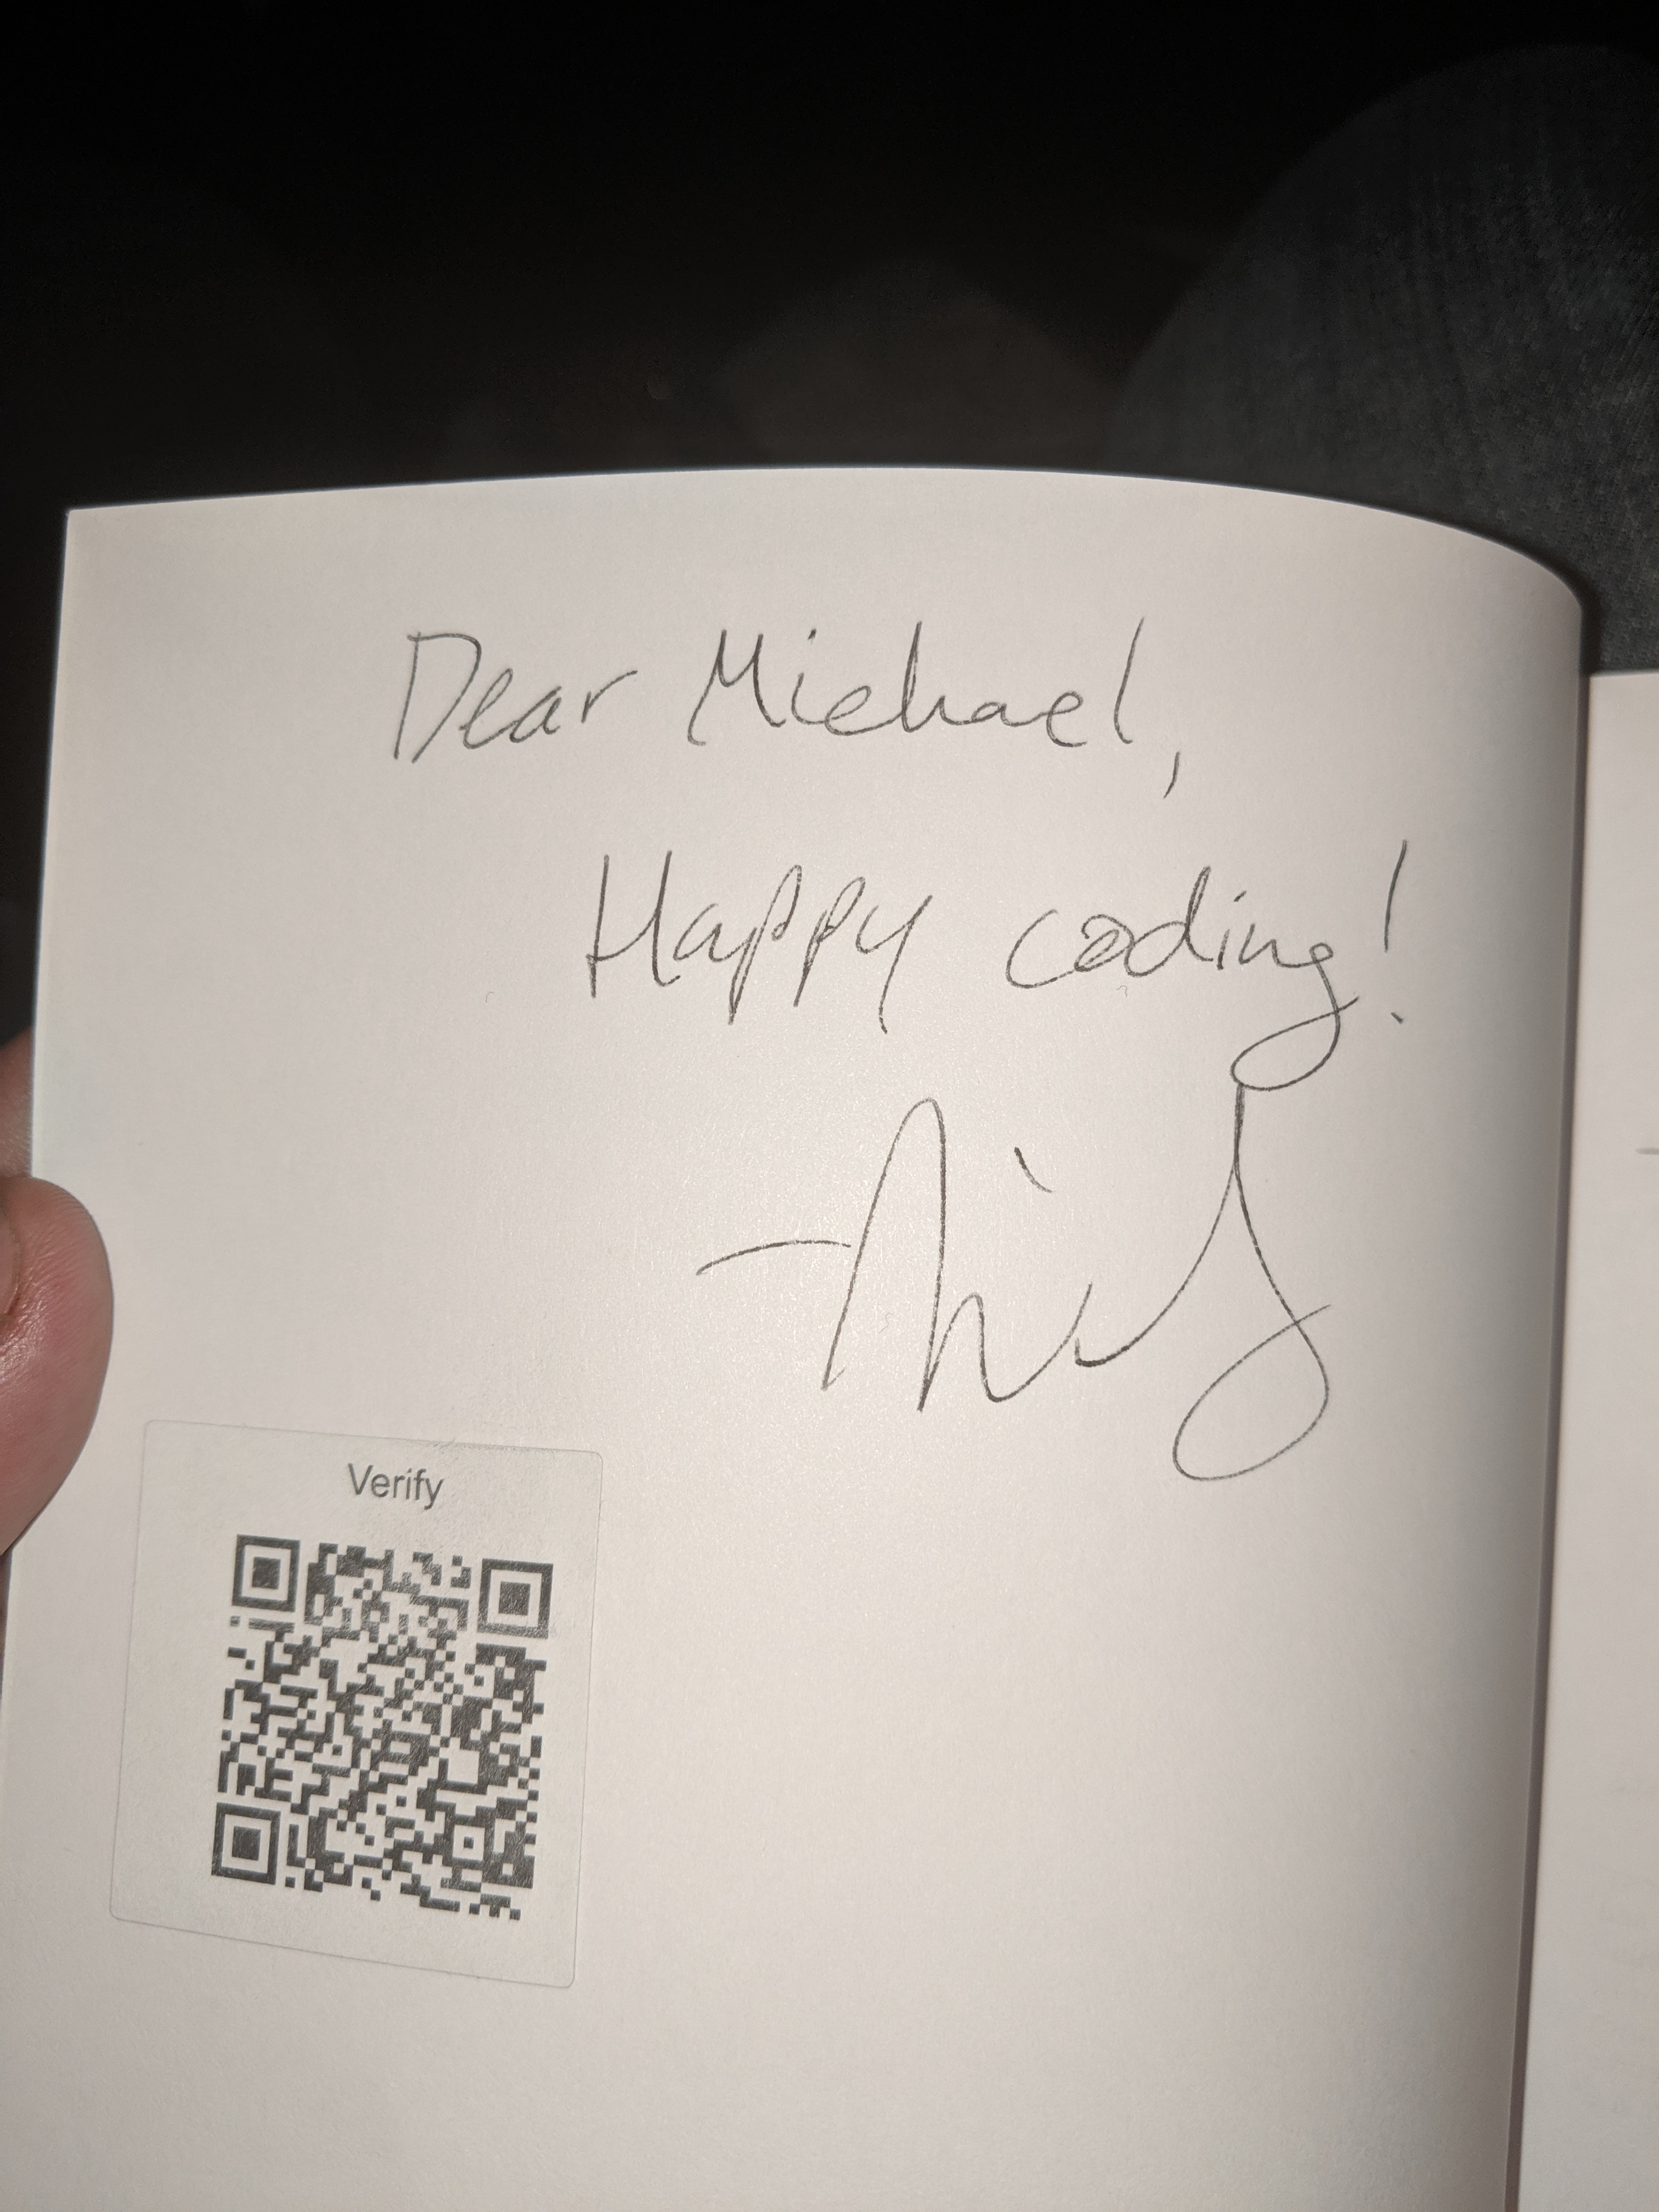 Dear Michael,
Happy coding!
Verify